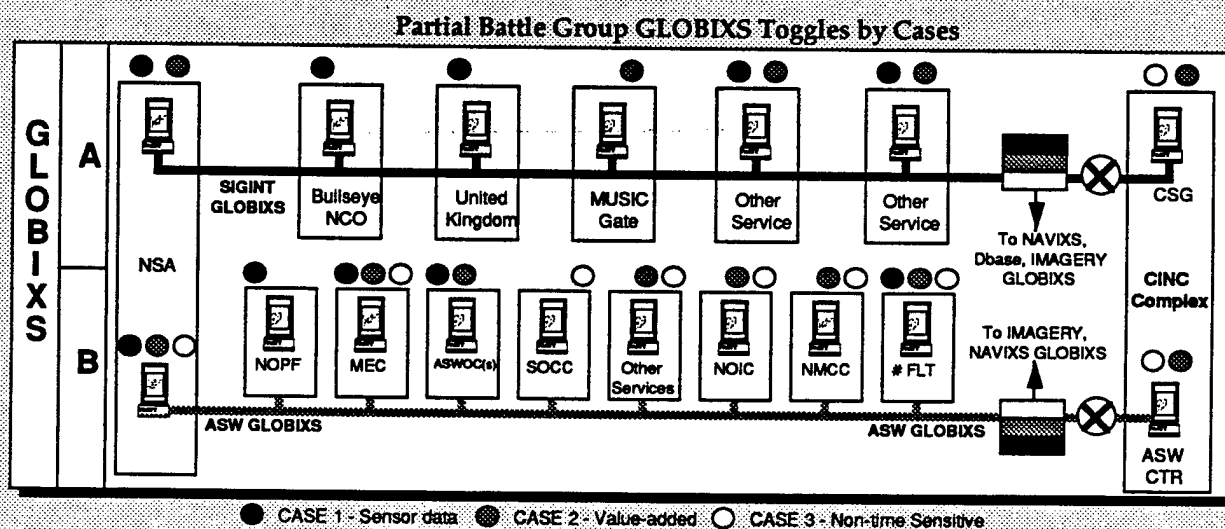 Partial Battle Group GLOBIXS Toggles by Cases
GLOBIXS
A
SIGINT
GLOBIXS
Bullseye
NCO
United
Kingdom
MUSIC
Gate
Other
Service
Other
Service
CSG
To NAVIXS,
Dbase, IMAGERY
GLOBIXS
NSA
CINC
Complex
B
NOPF
MEC
ASWOC(s)
SOCC
Other
Services
NOIC
NMCC
# FLT
To IMAGERY,
NAVIXS GLOBIXS
ASW GLOBIXS
ASW GLOBIXS
ASW
CTR
CASE 1 - Sensor data CASE 2 - Value-added CASE 3 - Non-time Sensitive